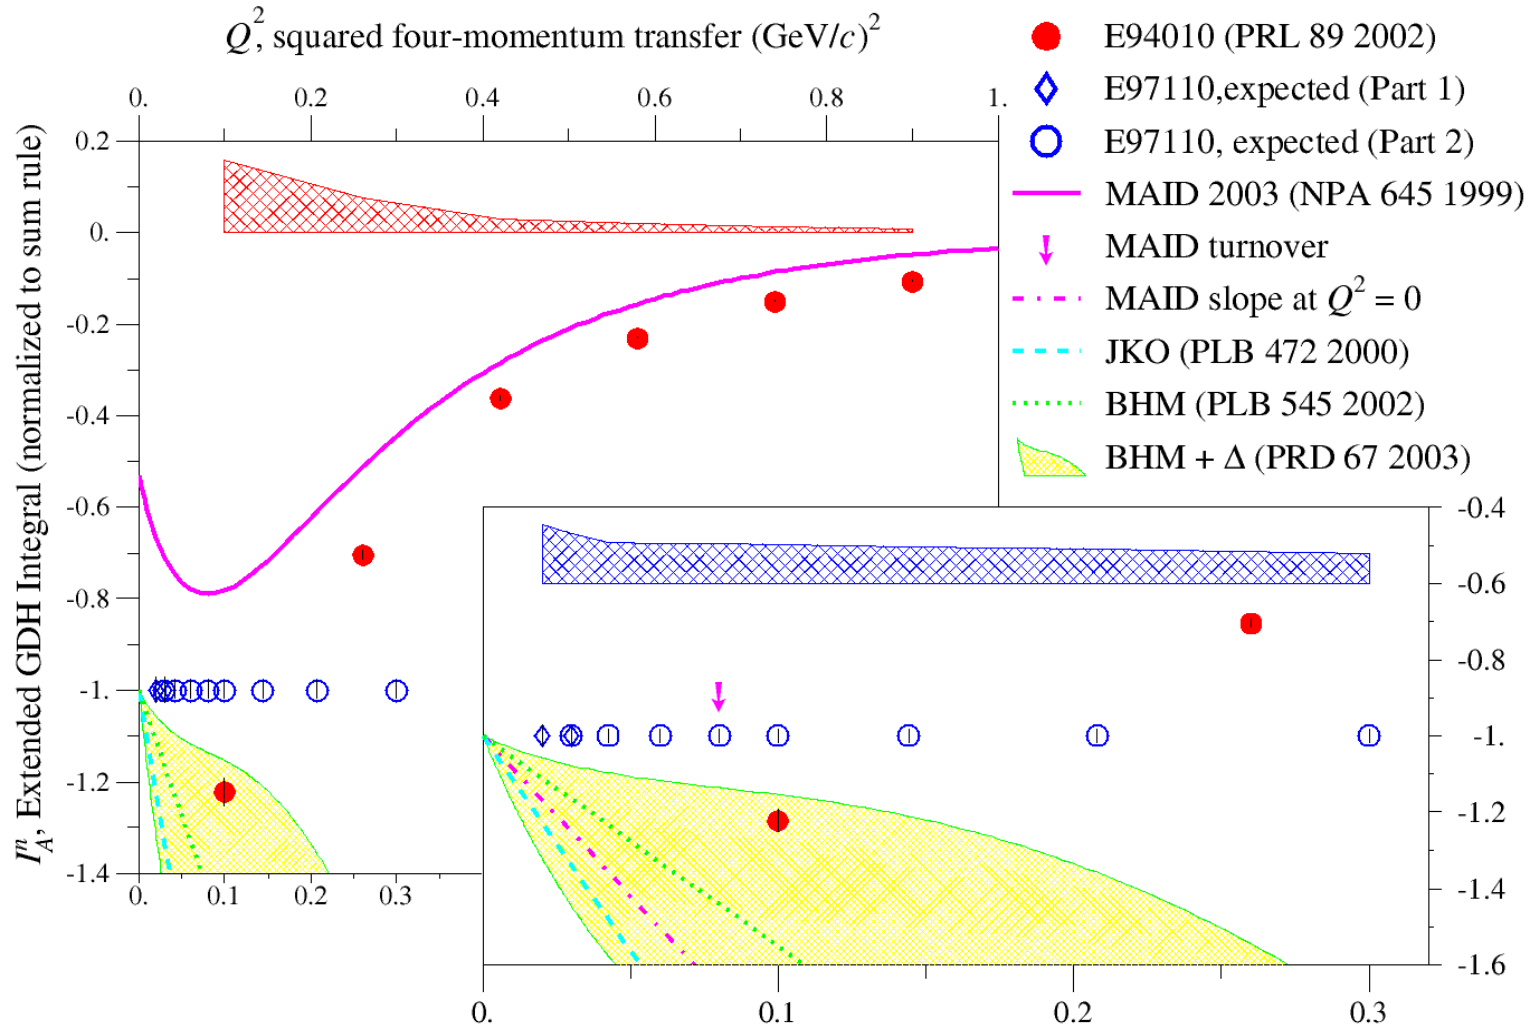 Q², squared four-momentum transfer (GeV/c)²
0. 0.2 0.4 0.6 0.8 1.
E94010 (PRL 89 2002)
E97110,expected (Part 1)
E97110, expected (Part 2)
MAID 2003 (NPA 645 1999)
MAID turnover
MAID slope at Q² = 0
JKO (PLB 472 2000)
BHM (PLB 545 2002)
BHM + Δ (PRD 67 2003)
I_A^n, Extended GDH Integral (normalized to sum rule)
0.2
0.
-0.2
-0.4
-0.6
-0.8
-1.
-1.2
-1.4
0. 0.1 0.2 0.3
-0.4
-0.6
-0.8
-1.
-1.2
-1.4
-1.6
0. 0.1 0.2 0.3